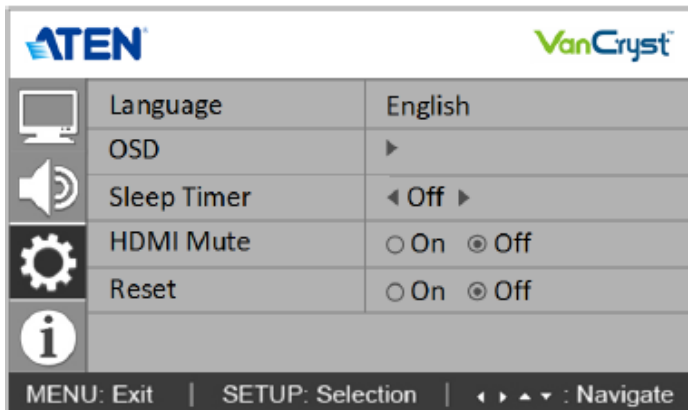 ATEN VanCryst
Language English
OSD
Sleep Timer Off
HDMI Mute On Off
Reset On Off
MENU: Exit | SETUP: Selection | : Navigate